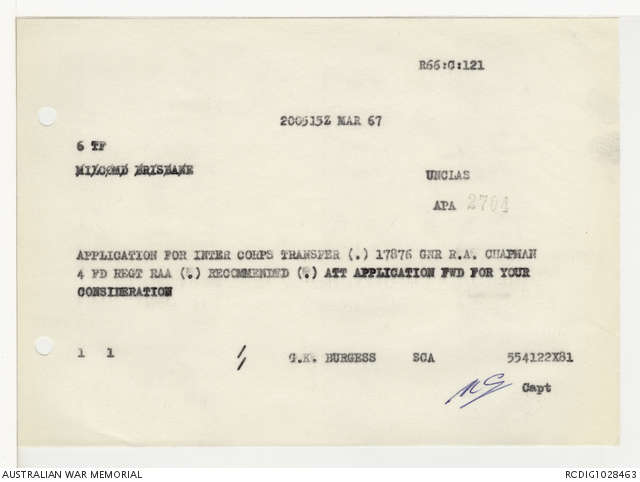 R66:G:121
200515Z MAR 67
6 TF
MILCOMD BRISBANE
UNCLAS
APA 2704
APPLICATION FOR INTER CORPS TRANSFER (.) 17876 GNR R.A. CHAPMAN
4 FD REGT RAA (.) RECOMMENDED (.) ATT APPLICATION FWD FOR YOUR
CONSIDERATION
1 1 // G.K. BURGESS SCA 554122X81
Capt
AUSTRALIAN WAR MEMORIAL RCDIG1028463